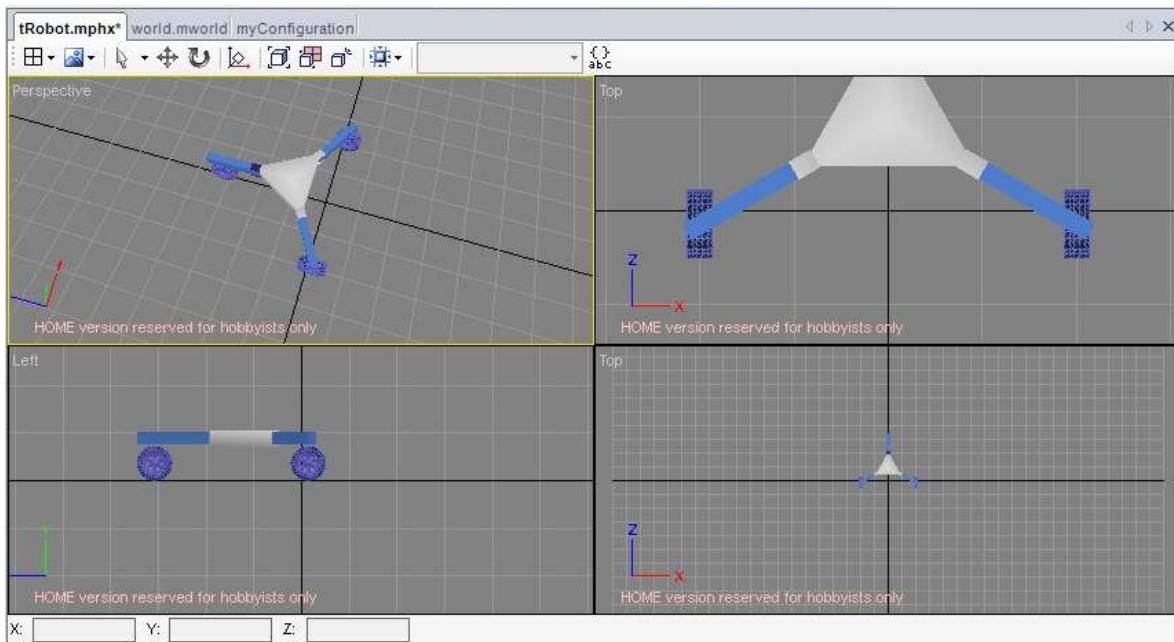 tRobot.mphx* world.mworld myConfiguration
{} abc
Perspective
HOME version reserved for hobbyists only
Top
Z
X
HOME version reserved for hobbyists only
Left
Y
HOME version reserved for hobbyists only
Top
Z
X
HOME version reserved for hobbyists only
X: Y: Z: